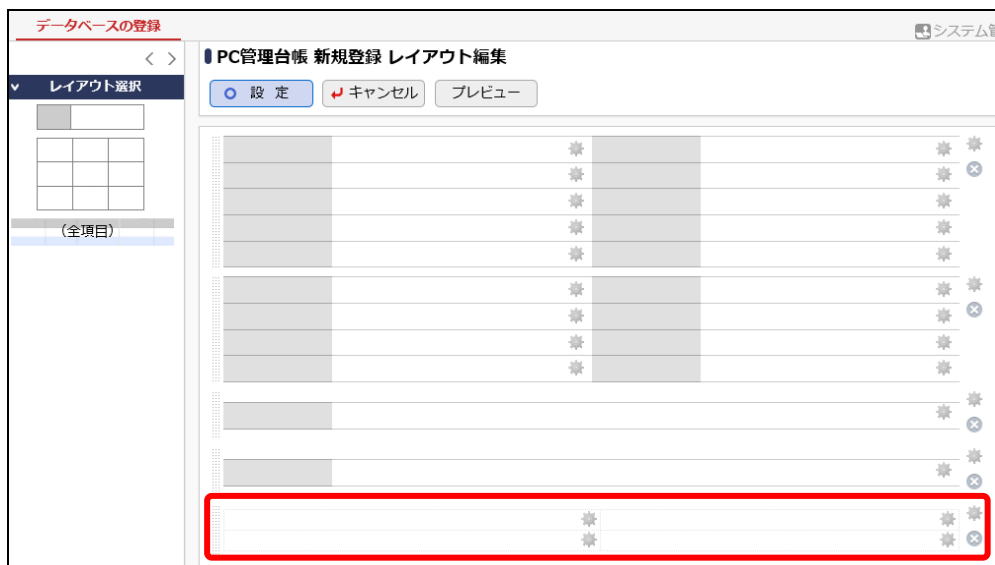 データベースの登録
システム管
< >
レイアウト選択
(全項目)
PC管理台帳 新規登録 レイアウト編集
設 定
キャンセル
プレビュー